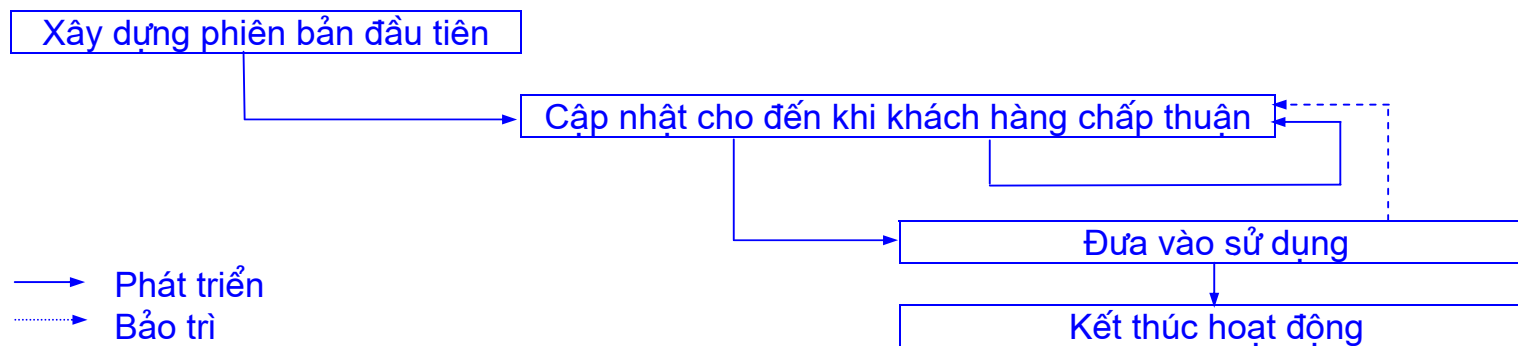 Xây dựng phiên bản đầu tiên
Cập nhật cho đến khi khách hàng chấp thuận
Đưa vào sử dụng
Phát triển
Bảo trì
Kết thúc hoạt động